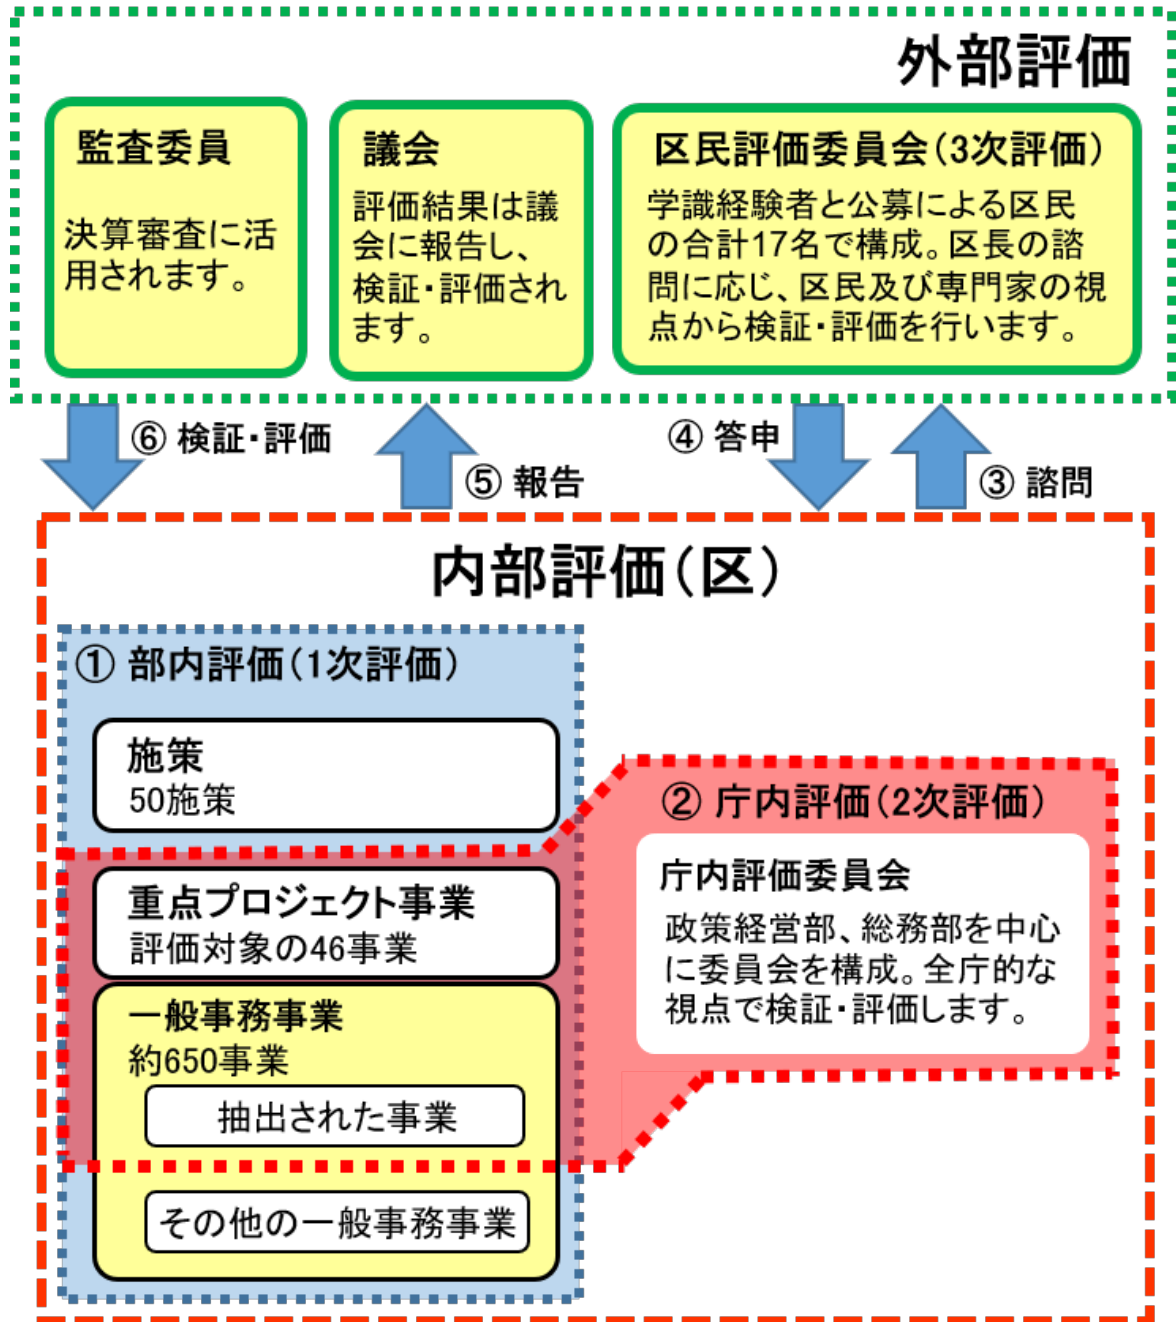 外部評価
監査委員
決算審査に活
用されます。
議会
評価結果は議
会に報告し、
検証・評価され
ます。
区民評価委員会(3次評価)
学識経験者と公募による区民
の合計17名で構成。区長の諮
問に応じ、区民及び専門家の視
点から検証・評価を行います。
⑥ 検証・評価
⑤ 報告
④ 答申
③ 諮問
内部評価(区)
① 部内評価(1次評価)
施策
50施策
重点プロジェクト事業
評価対象の46事業
一般事務事業
約650事業
抽出された事業
その他の一般事務事業
② 庁内評価(2次評価)
庁内評価委員会
政策経営部、総務部を中心
に委員会を構成。全庁的な
視点で検証・評価します。